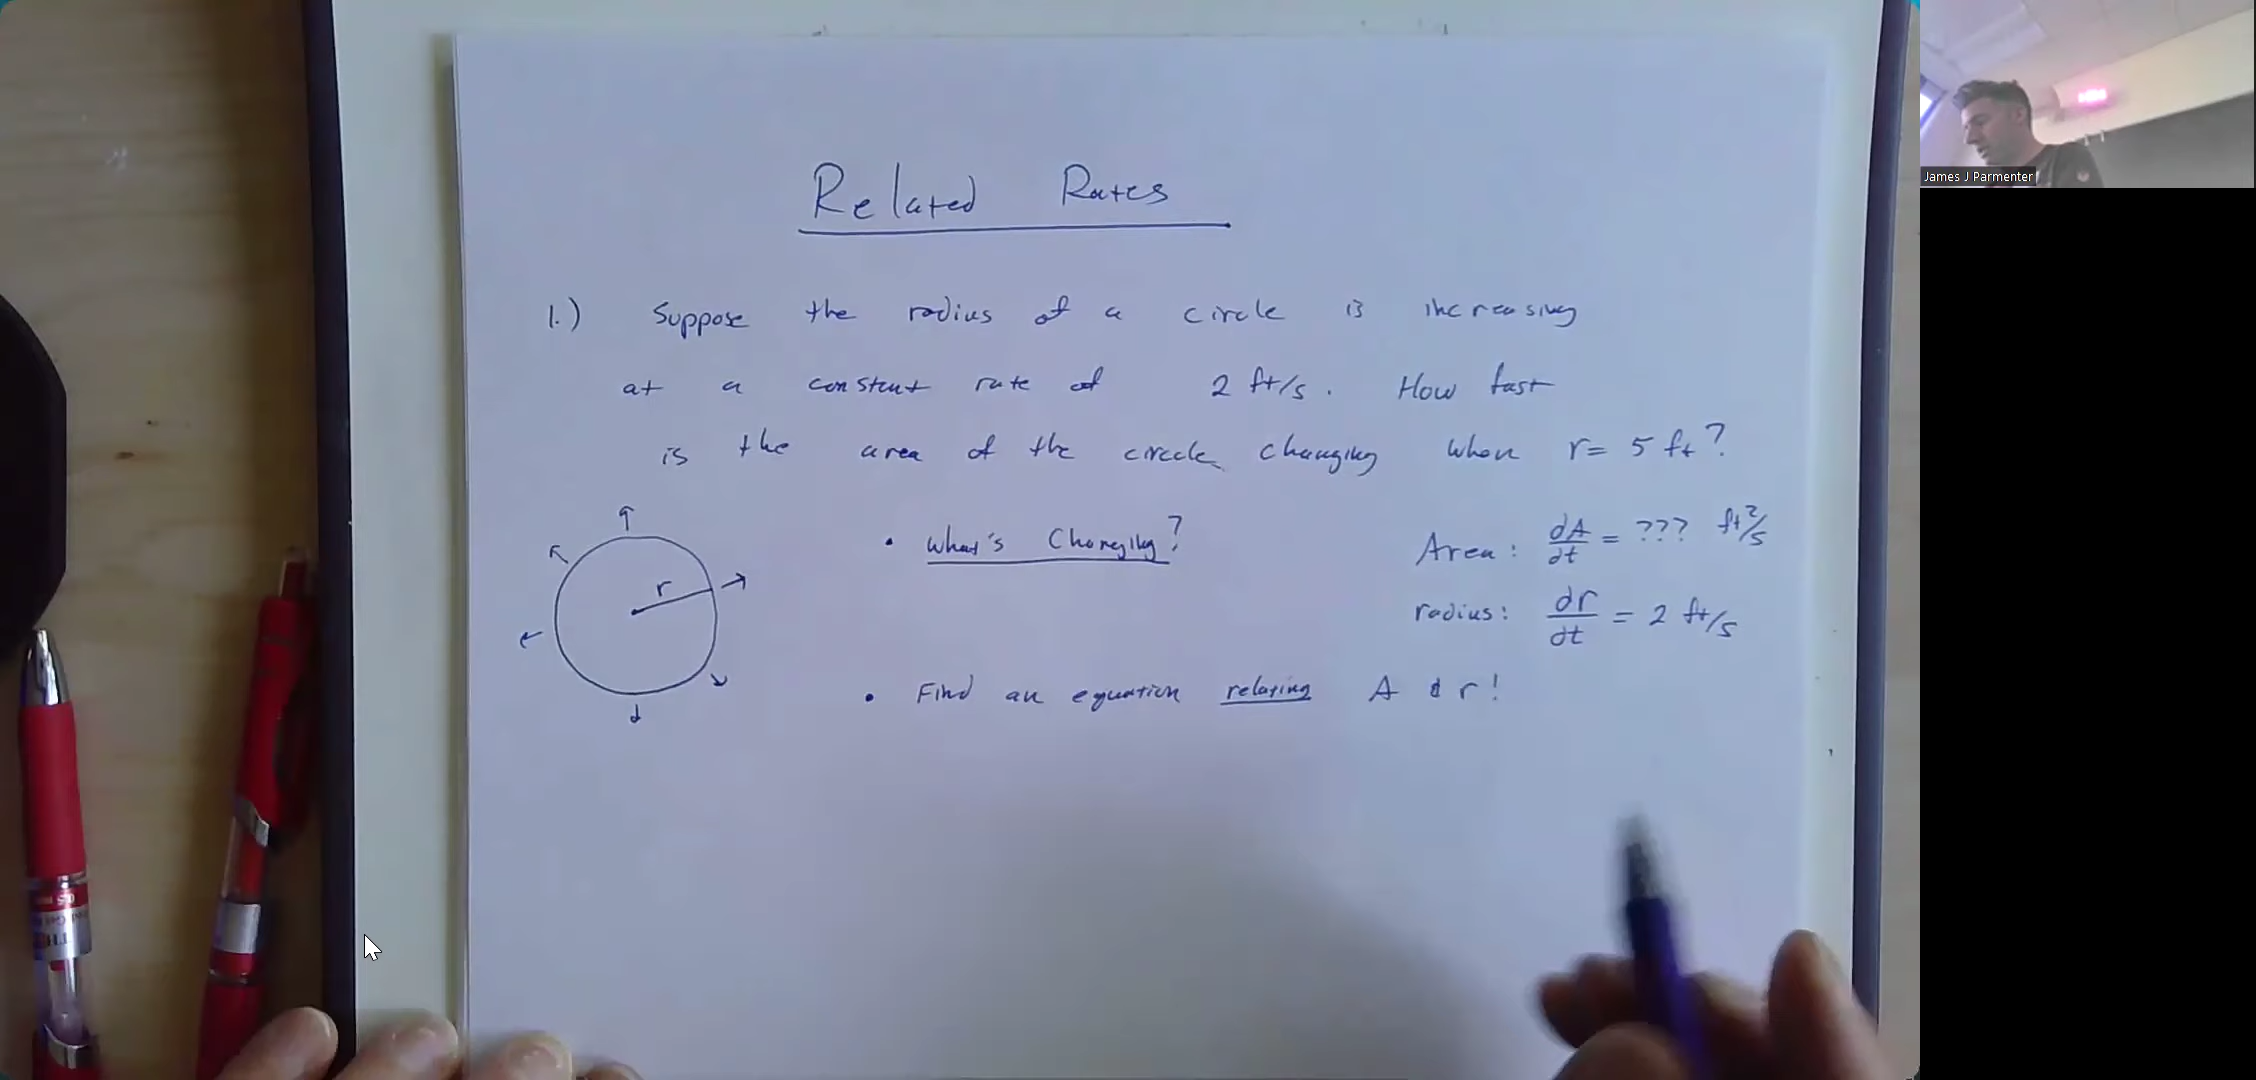 Related Rates
1.) Suppose the radius of a circle is increasing
at a constant rate of 2 ft/s. How fast
is the area of the circle changing when r= 5 ft?
r
• What's Changing?
Area: dA/dt = ??? ft²/s
radius: dr/dt = 2 ft/s
• Find an equation relating A & r!
James J Parmenter
0.5